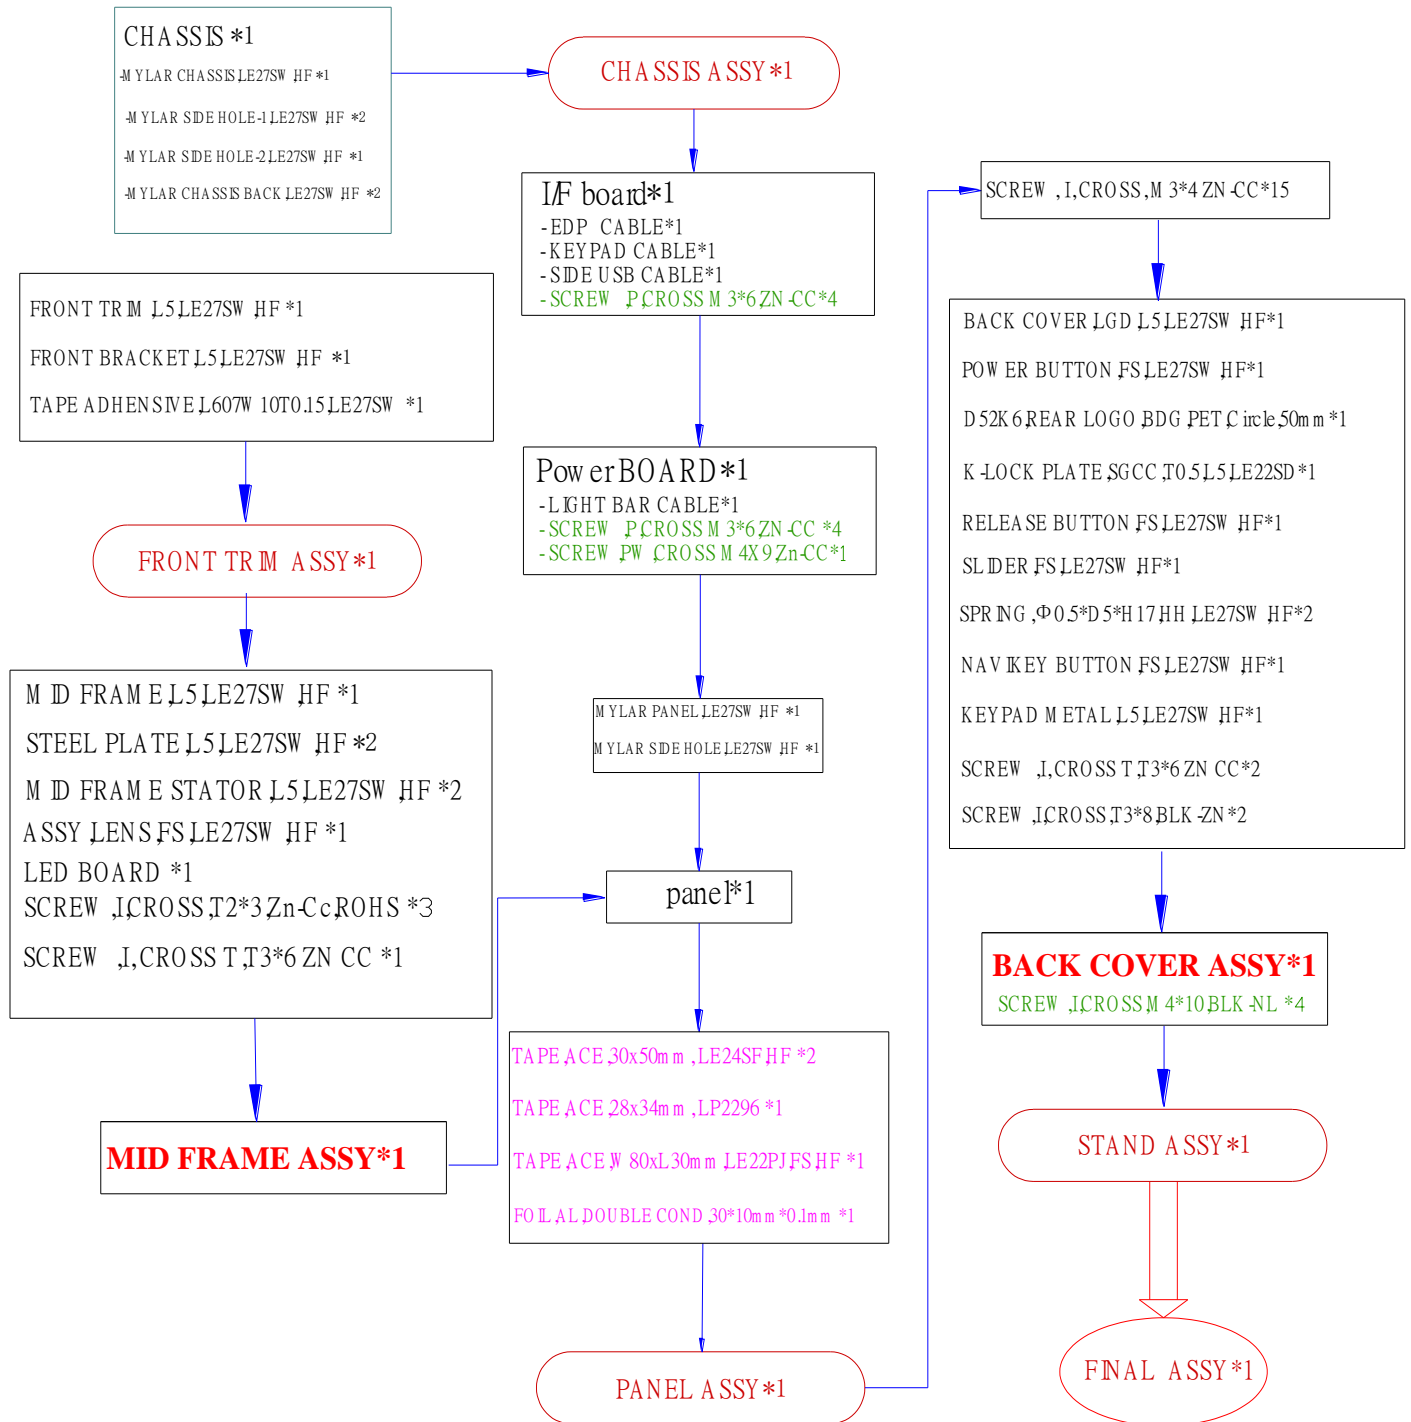 CHASSIS *1
-MYLAR CHASSIS,LE27SW,HF *1
-MYLAR SIDE HOLE-1,LE27SW,HF *2
-MYLAR SIDE HOLE-2,LE27SW,HF *1
-MYLAR CHASSIS BACK,LE27SW,HF *2
CHASSIS ASSY*1
I/F board*1
-EDP CABLE*1
-KEYPAD CABLE*1
-SIDE USB CABLE*1
-SCREW ,P,CROSS M3*6,ZN-CC*4
FRONT TRIM,L5,LE27SW,HF *1
FRONT BRACKET,L5,LE27SW,HF *1
TAPE ADHENSIVE,L607W10T0.15,LE27SW *1
FRONT TRIM ASSY*1
MID FRAME,L5,LE27SW,HF *1
STEEL PLATE,L5,LE27SW,HF *2
MID FRAME STATOR,L5,LE27SW,HF *2
ASSY,LENS,FS,LE27SW,HF *1
LED BOARD *1
SCREW ,I,CROSS,T2*3,Zn-Cc,ROHS *3
SCREW ,I,CROSS T,T3*6 ZN CC *1
MID FRAME ASSY*1
PowerBOARD*1
-LIGHT BAR CABLE*1
-SCREW ,P,CROSS M3*6,ZN-CC *4
-SCREW ,PW,CROSS M4X9,Zn-CC*1
MYLAR PANEL,LE27SW,HF *1
MYLAR SIDE HOLE,LE27SW,HF *1
panel*1
TAPE,ACE,30x50mm,LE24SF,HF *2
TAPE,ACE,28x34mm,LP2296 *1
TAPE,ACE,W80xL30mm,LE22PJ,FS,HF *1
FOIL,AL,DOUBLE COND,30*10mm*0.1mm *1
PANEL ASSY*1
SCREW ,I,CROSS,M3*4 ZN-CC*15
BACK COVER,LGD,L5,LE27SW,HF*1
POWER BUTTON,FS,LE27SW,HF*1
D52K6,REAR LOGO,BDG,PET,Circle,50mm*1
K-LOCK PLATE,SGCC,T0.5,L5,LE22SD*1
RELEASE BUTTON,FS,LE27SW,HF*1
SLIDER,FS,LE27SW,HF*1
SPRING,Φ0.5*D5*H17,HH,LE27SW,HF*2
NAVIKEY BUTTON,FS,LE27SW,HF*1
KEYPAD METAL,L5,LE27SW,HF*1
SCREW ,I,CROSS T,T3*6 ZN CC*2
SCREW ,I,CROSS,T3*8,BLK-ZN*2
BACK COVER ASSY*1
SCREW ,I,CROSS,M4*10,BLK-NL *4
STAND ASSY*1
FINAL ASSY*1